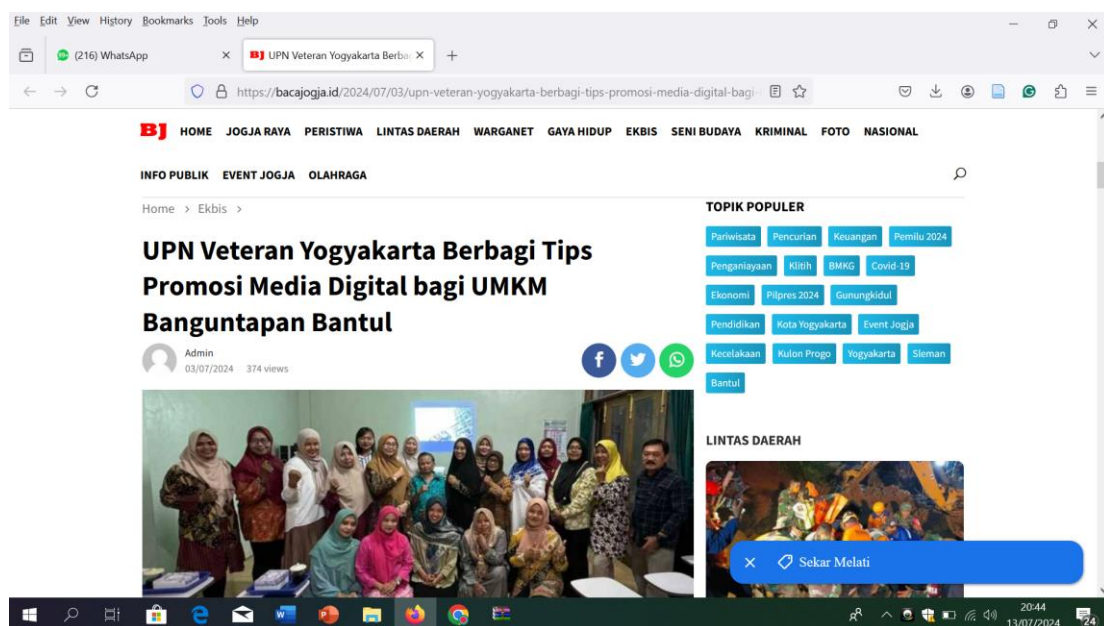 File Edit View History Bookmarks Tools Help
(216) WhatsApp
BJ UPN Veteran Yogyakarta Berba
https://bacajogja.id/2024/07/03/upn-veteran-yogyakarta-berbagi-tips-promosi-media-digital-bagi-
BJ HOME JOGJA RAYA PERISTIWA LINTAS DAERAH WARGANET GAYA HIDUP EKBIS SENI BUDAYA KRIMINAL FOTO NASIONAL
INFO PUBLIK EVENT JOGJA OLAHRAGA
Home > Ekbis >
UPN Veteran Yogyakarta Berbagi Tips
Promosi Media Digital bagi UMKM
Banguntapan Bantul
Admin
03/07/2024 374 views
TOPIK POPULER
Pariwisata Pencurian Keuangan Pemilu 2024
Penganiayaan Klitih BMKG Covid-19
Ekonomi Pilpres 2024 Gunungkidul
Pendidikan Kota Yogyakarta Event Jogja
Kecelakaan Kulon Progo Yogyakarta Sleman
Bantul
LINTAS DAERAH
Sekar Melati
20:44
13/07/2024
24